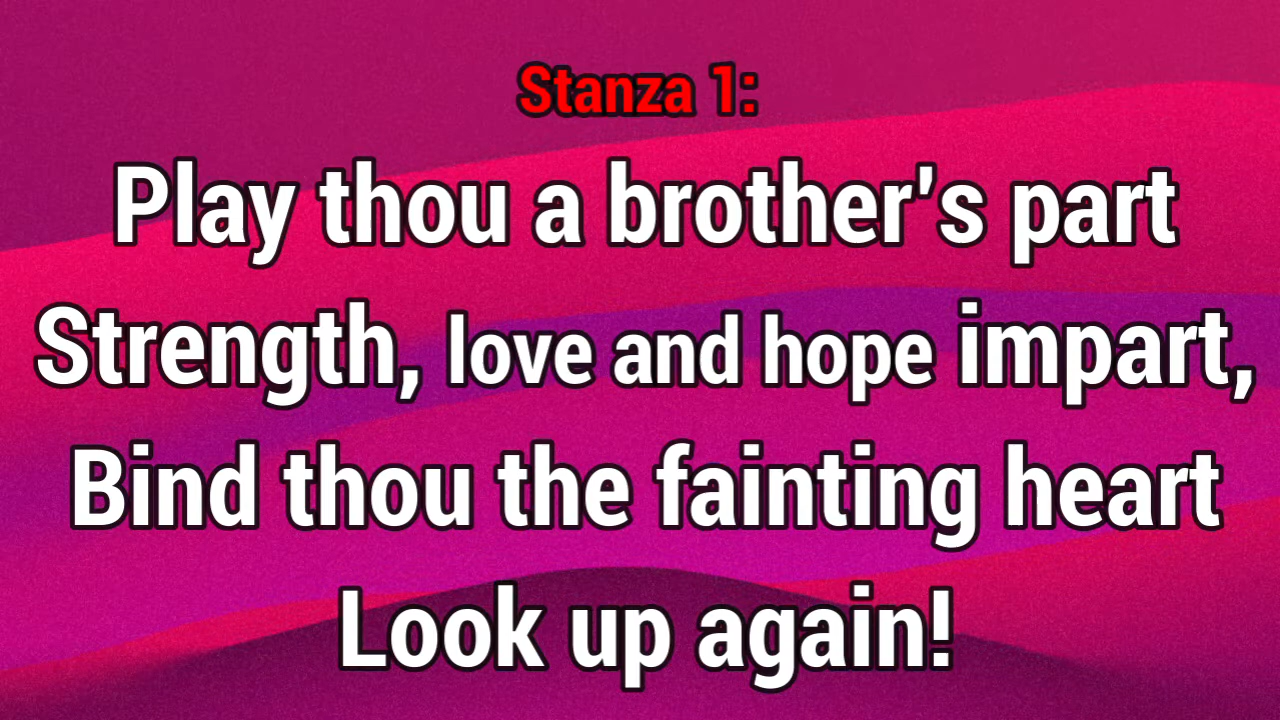 Stanza 1:
Play thou a brother's part
Strength, love and hope impart,
Bind thou the fainting heart
Look up again!